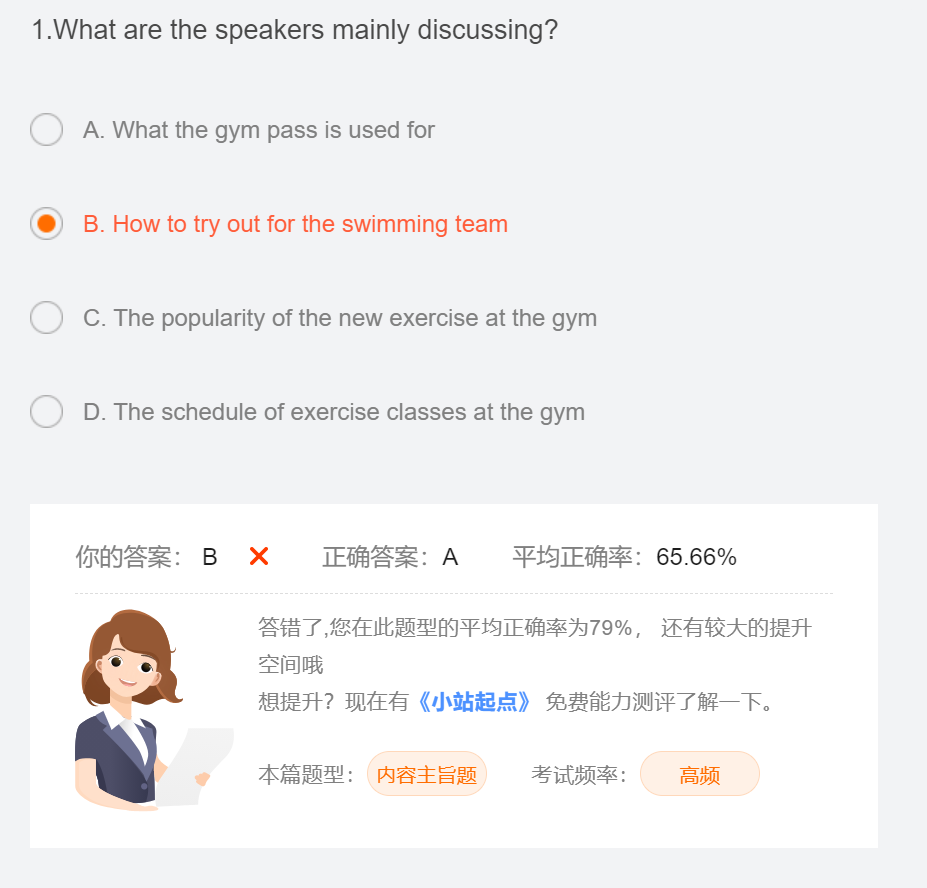 1.What are the speakers mainly discussing?
A. What the gym pass is used for
B. How to try out for the swimming team
C. The popularity of the new exercise at the gym
D. The schedule of exercise classes at the gym
你的答案： B 正确答案： A 平均正确率： 65.66%
答错了,您在此题型的平均正确率为79%， 还有较大的提升
空间哦
想提升？现在有《小站起点》 免费能力测评了解一下。
本篇题型： 内容主旨题 考试频率： 高频